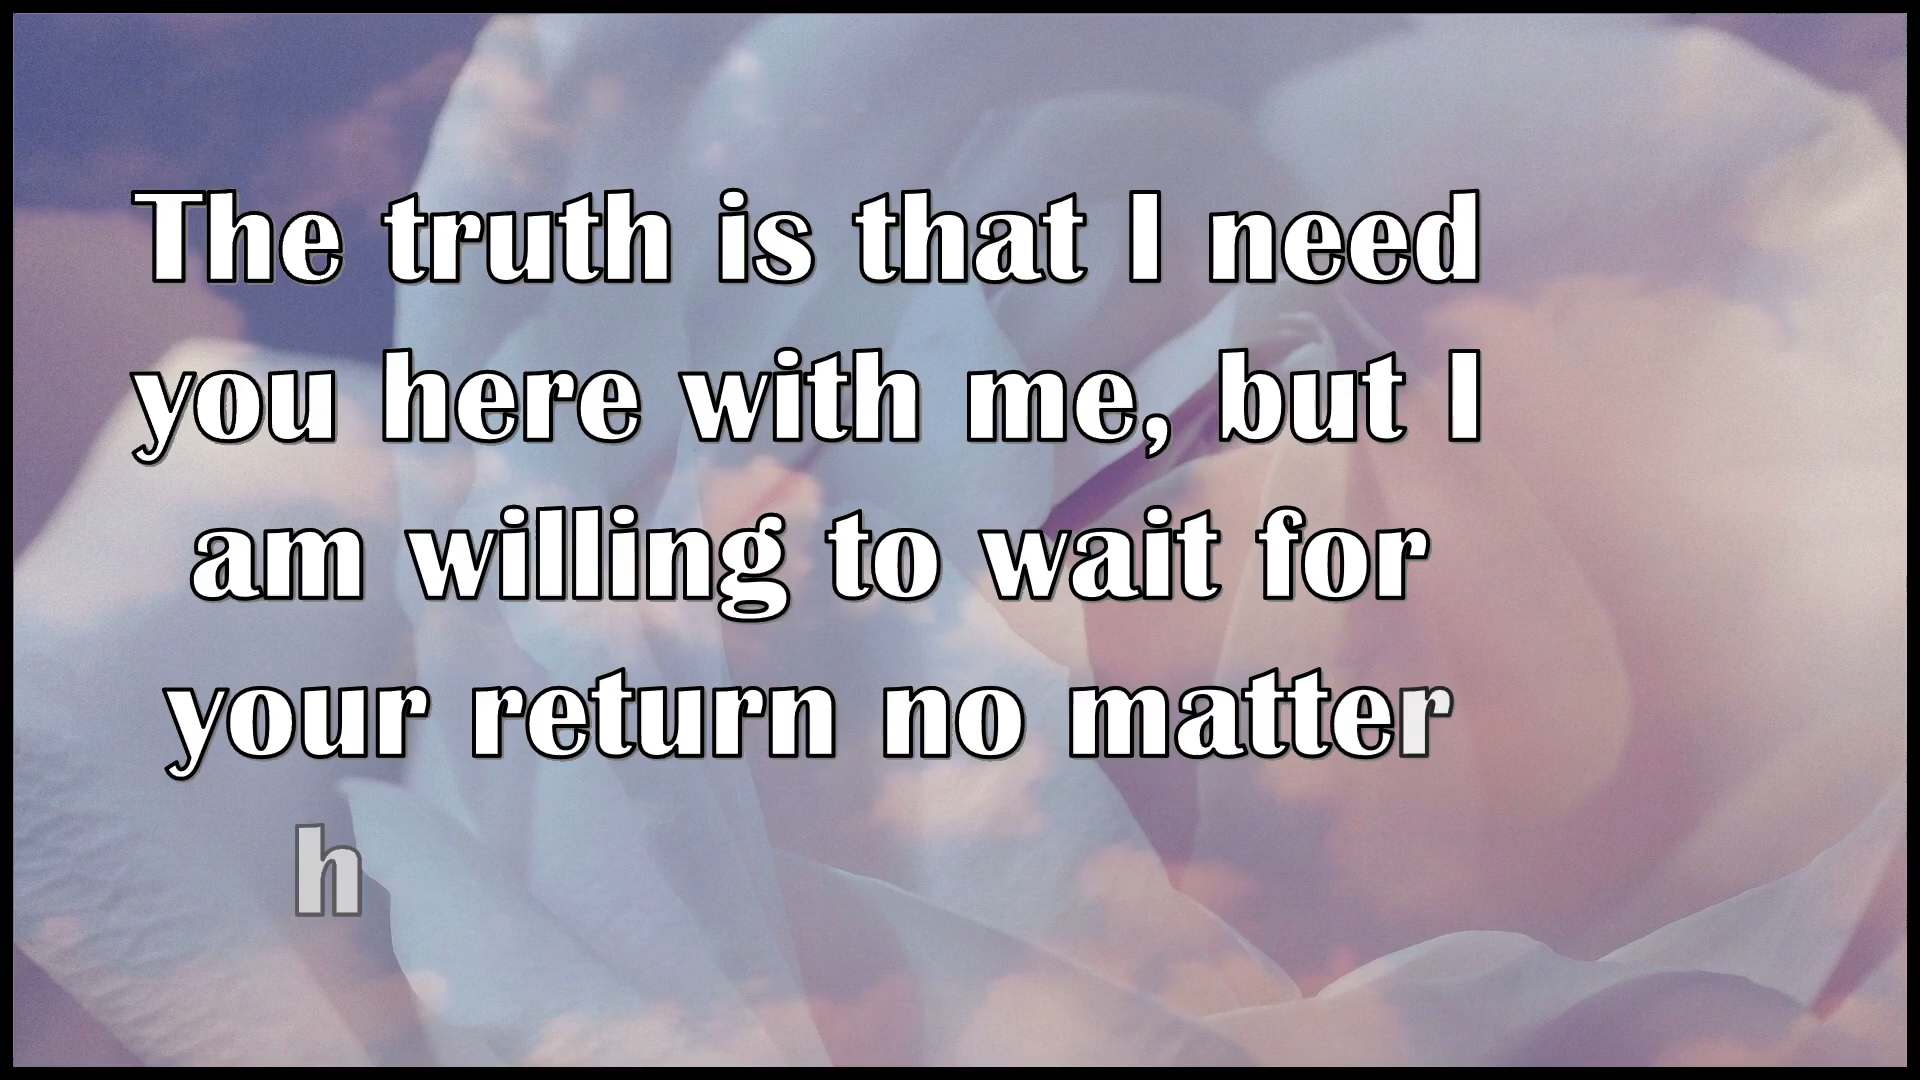 The truth is that I need
you here with me, but I
am willing to wait for
your return no matter
h